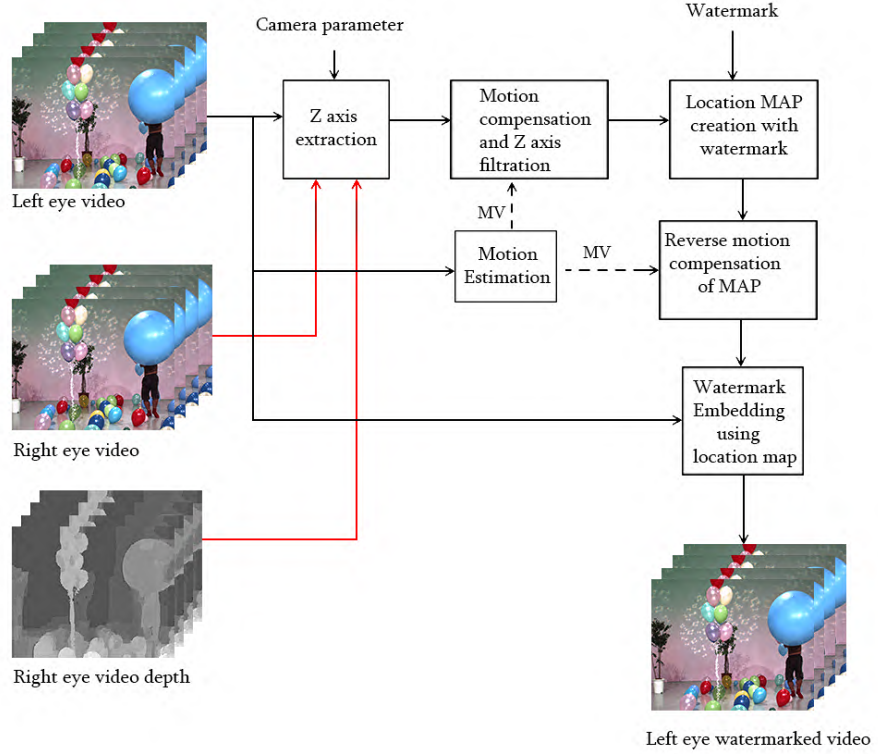 Camera parameter
Watermark
Z axis
extraction
Motion
compensation
and Z axis
filtration
Location MAP
creation with
watermark
Left eye video
MV
Motion
Estimation
MV
Reverse motion
compensation
of MAP
Right eye video
Watermark
Embedding
using
location map
Right eye video depth
Left eye watermarked video